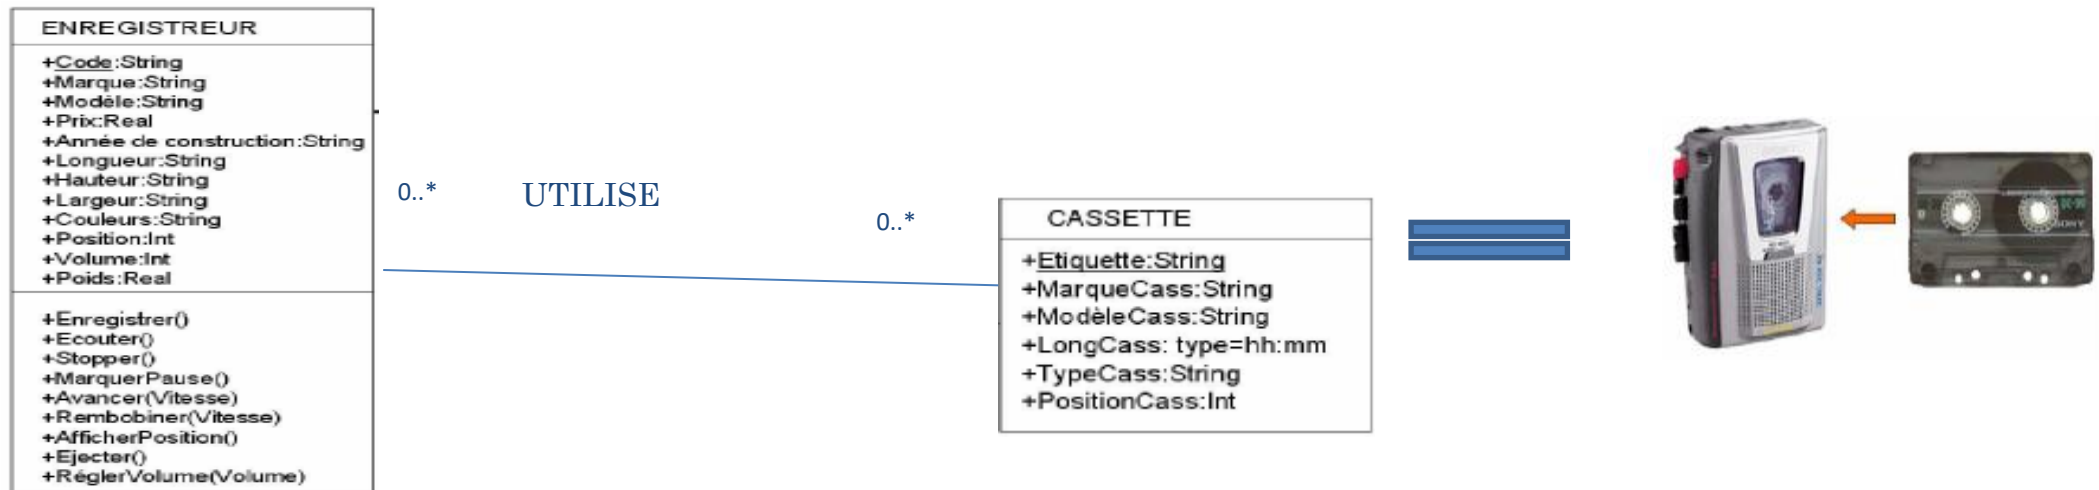 ENREGISTREUR
+Code:String
+Marque:String
+Modèle:String
+Prix:Real
+Année de construction:String
+Longueur:String
+Hauteur:String
+Largeur:String
+Couleurs:String
+Position:Int
+Volume:Int
+Poids:Real
+Enregistrer()
+Ecouter()
+Stopper()
+MarquerPause()
+Avancer(Vitesse)
+Rembobiner(Vitesse)
+AfficherPosition()
+Ejecter()
+RéglerVolume(Volume)
0..*
UTILISE
0..*
CASSETTE
+Etiquette:String
+MarqueCass:String
+ModèleCass:String
+LongCass: type=hh:mm
+TypeCass:String
+PositionCass:Int
SONY